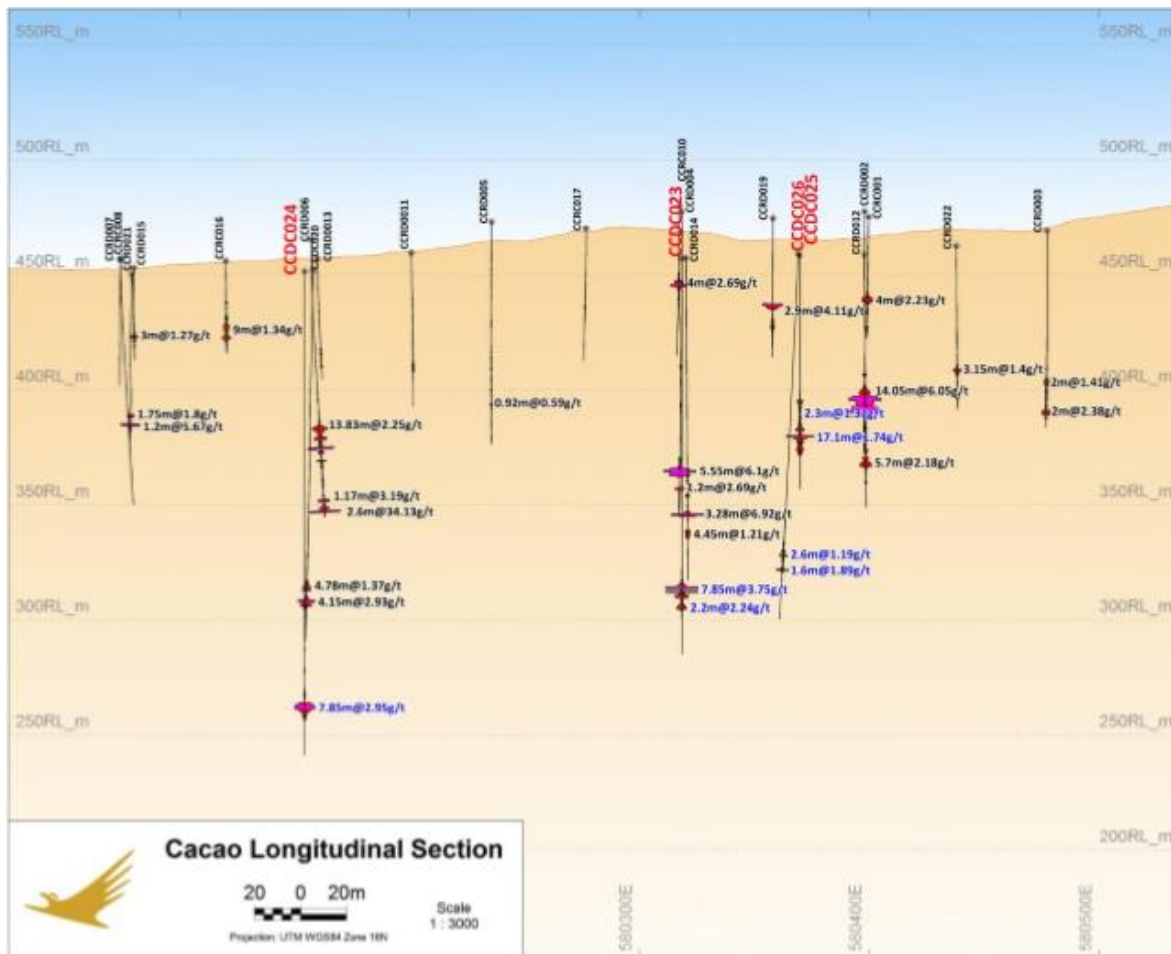 550RL_m
550RL_m
500RL_m
500RL_m
450RL_m
450RL_m
400RL_m
400RL_m
350RL_m
350RL_m
300RL_m
300RL_m
250RL_m
250RL_m
200RL_m
CCRD007
CCRC008
CCRD021
CCRD015
CCRC016
CCDC024
CCRD006
CCDC020
CCRD0013
CCRD011
CCRD005
CCRC017
CCDC023
CCRC010
CCRD004
CCRD014
CCRD019
CCDC026
CCDC025
CCRD012
CCRD002
CCRC001
CCRD022
CCRD003
3m@1.27g/t
9m@1.34g/t
1.75m@1.8g/t
1.2m@5.67g/t
13.83m@2.25g/t
1.17m@3.19g/t
2.6m@34.13g/t
4.78m@1.37g/t
4.15m@2.93g/t
7.85m@2.95g/t
0.92m@0.59g/t
4m@2.69g/t
5.55m@6.1g/t
1.2m@2.69g/t
3.28m@6.92g/t
4.45m@1.21g/t
7.85m@3.75g/t
2.2m@2.24g/t
2.9m@4.11g/t
17.1m@1.74g/t
2.6m@1.19g/t
1.6m@1.89g/t
4m@2.23g/t
14.05m@6.05g/t
5.7m@2.18g/t
3.15m@1.4g/t
2m@1.41g/t
2m@2.38g/t
580300E
580400E
580500E
Cacao Longitudinal Section
20 0 20m
Scale
1 : 3000
Projection: UTM WGS84 Zone 16N